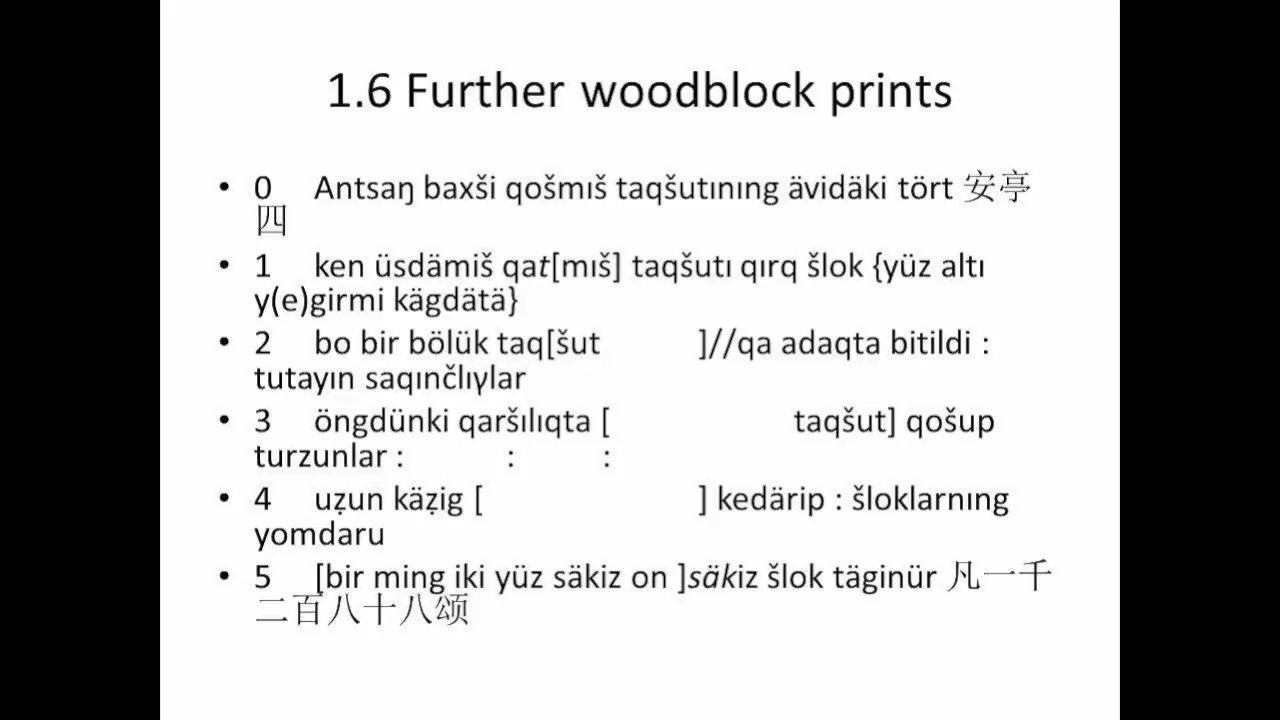 1.6 Further woodblock prints
• 0 Antsaŋ baxši qošmıš taqšutınıng ävidäki tört 安亭
四
• 1 ken üsdämiš qat[mıš] taqšutı qırq šlok {yüz altı
y(e)girmi kägdätä}
• 2 bo bir bölük taq[šut ]//qa adaqta bitildi :
tutayın saqınčlıγlar
• 3 öngdünki qaršılıqta [ taqšut] qošup
turzunlar : : :
• 4 uẓun käẓig [ ] kedärip : šloklarnıng
yomdaru
• 5 [bir ming iki yüz säkiz on ]säkiz šlok täginür 凡一千
二百八十八颂